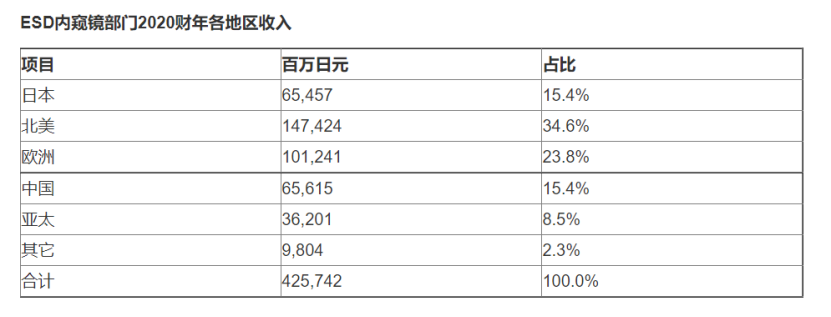 ESD内窥镜部门2020财年各地区收入
项目 百万日元 占比
日本 65,457 15.4%
北美 147,424 34.6%
欧洲 101,241 23.8%
中国 65,615 15.4%
亚太 36,201 8.5%
其它 9,804 2.3%
合计 425,742 100.0%